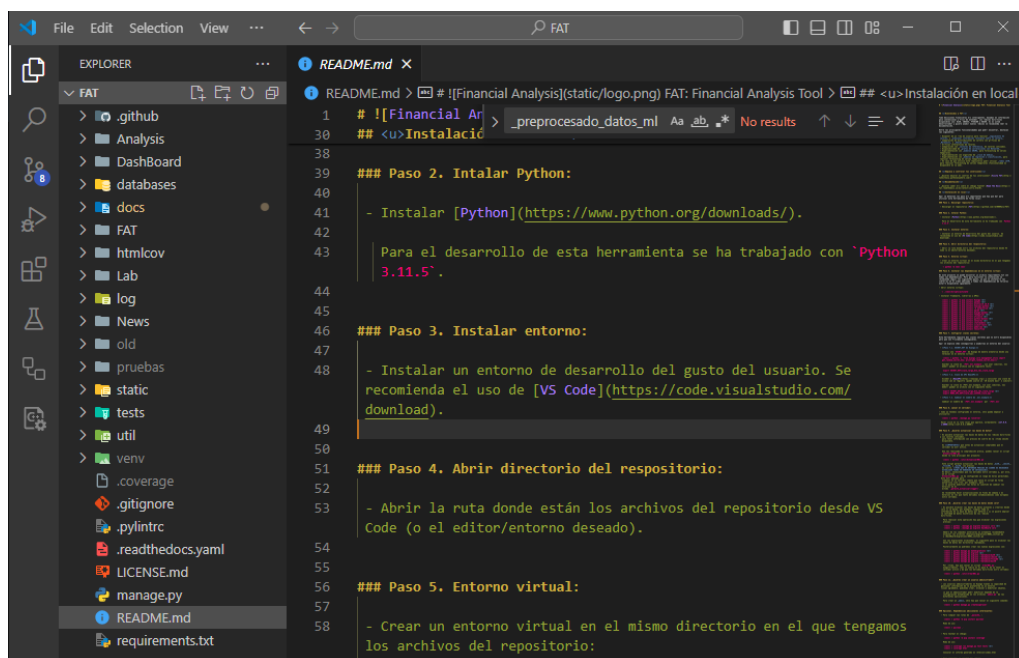 File Edit Selection View ··· FAT
EXPLORER ···
README.md
FAT
README.md > # ![Financial Analysis](static/logo.png) FAT: Financial Analysis Tool > ## <u>Instalación en local
.github
Analysis
DashBoard
databases
docs
FAT
htmlcov
Lab
log
News
old
pruebas
static
tests
util
venv
.coverage
.gitignore
.pylintrc
.readthedocs.yaml
LICENSE.md
manage.py
README.md
requirements.txt
8
1 # ![Financial An
_preprocesado_datos_ml Aa ab .* No results
30 ## <u>Instalació
38
39 ### Paso 2. Intalar Python:
40
41 - Instalar [Python](https://www.python.org/downloads/).
42
43 Para el desarrollo de esta herramienta se ha trabajado con `Python
3.11.5`.
44
45
46 ### Paso 3. Instalar entorno:
47
48 - Instalar un entorno de desarrollo del gusto del usuario. Se
recomienda el uso de [VS Code](https://code.visualstudio.com/
download).
49
50
51 ### Paso 4. Abrir directorio del respositorio:
52
53 - Abrir la ruta donde están los archivos del repositorio desde VS
Code (o el editor/entorno deseado).
54
55
56 ### Paso 5. Entorno virtual:
57
58 - Crear un entorno virtual en el mismo directorio en el que tengamos
los archivos del repositorio: